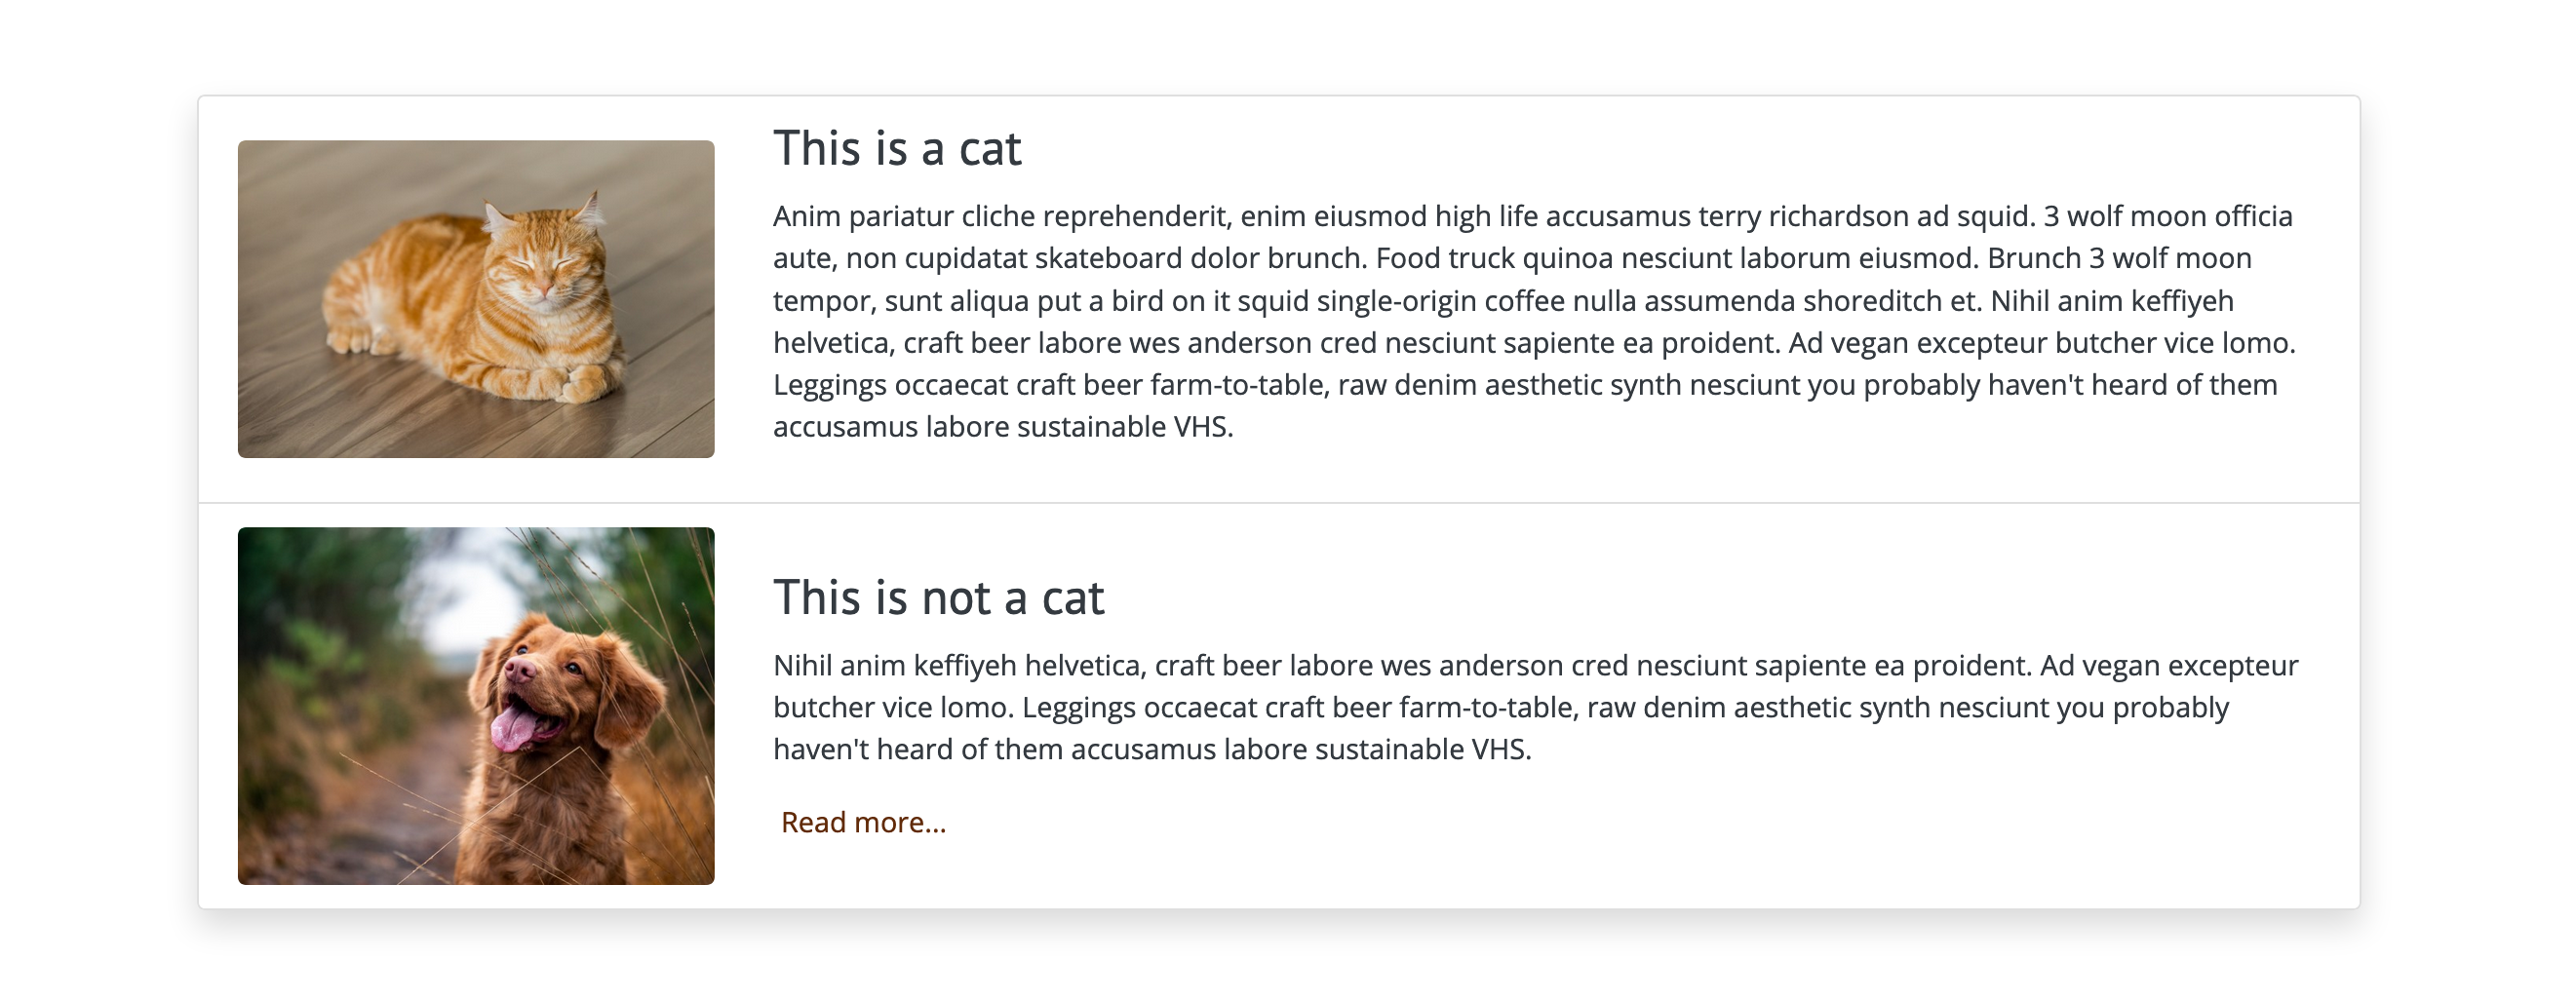 This is a cat
Anim pariatur cliche reprehenderit, enim eiusmod high life accusamus terry richardson ad squid. 3 wolf moon officia
aute, non cupidatat skateboard dolor brunch. Food truck quinoa nesciunt laborum eiusmod. Brunch 3 wolf moon
tempor, sunt aliqua put a bird on it squid single-origin coffee nulla assumenda shoreditch et. Nihil anim keffiyeh
helvetica, craft beer labore wes anderson cred nesciunt sapiente ea proident. Ad vegan excepteur butcher vice lomo.
Leggings occaecat craft beer farm-to-table, raw denim aesthetic synth nesciunt you probably haven't heard of them
accusamus labore sustainable VHS.
This is not a cat
Nihil anim keffiyeh helvetica, craft beer labore wes anderson cred nesciunt sapiente ea proident. Ad vegan excepteur
butcher vice lomo. Leggings occaecat craft beer farm-to-table, raw denim aesthetic synth nesciunt you probably
haven't heard of them accusamus labore sustainable VHS.
Read more...